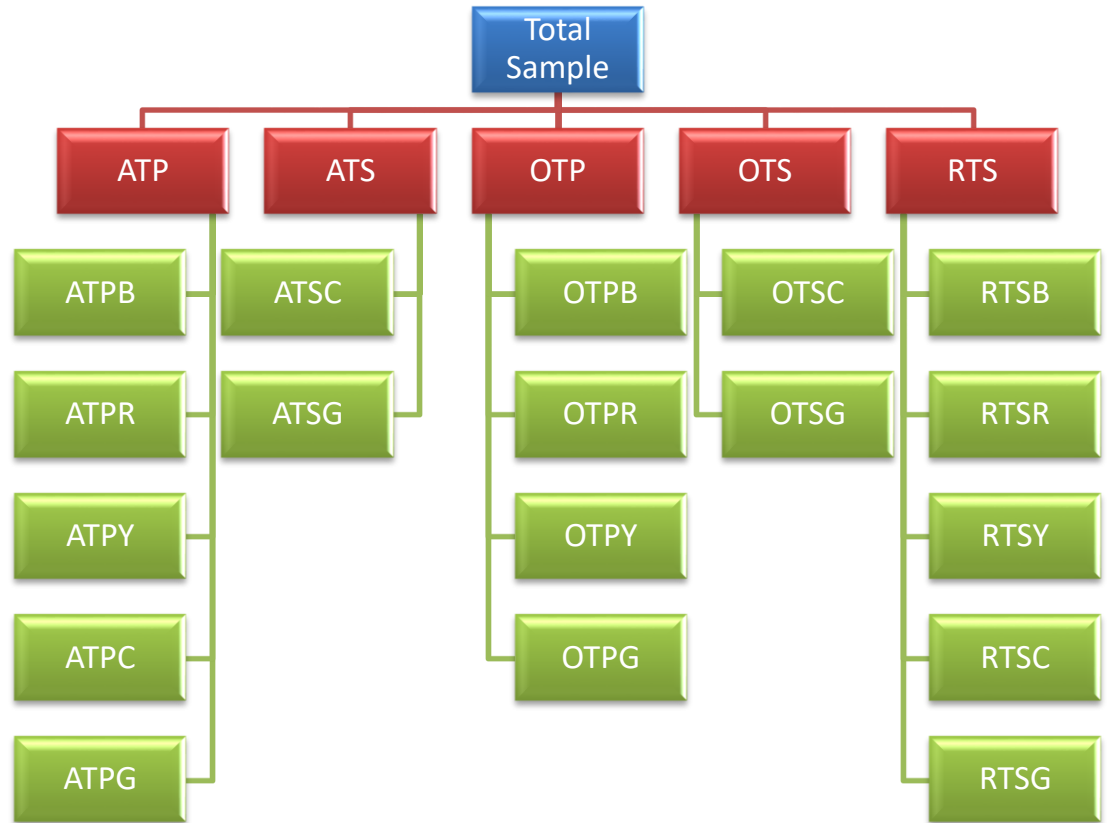 Total
Sample
ATP
ATS
OTP
OTS
RTS
ATPB
ATSC
OTPB
OTSC
RTSB
ATPR
ATSG
OTPR
OTSG
RTSR
ATPY
OTPY
RTSY
ATPC
OTPG
RTSC
ATPG
RTSG